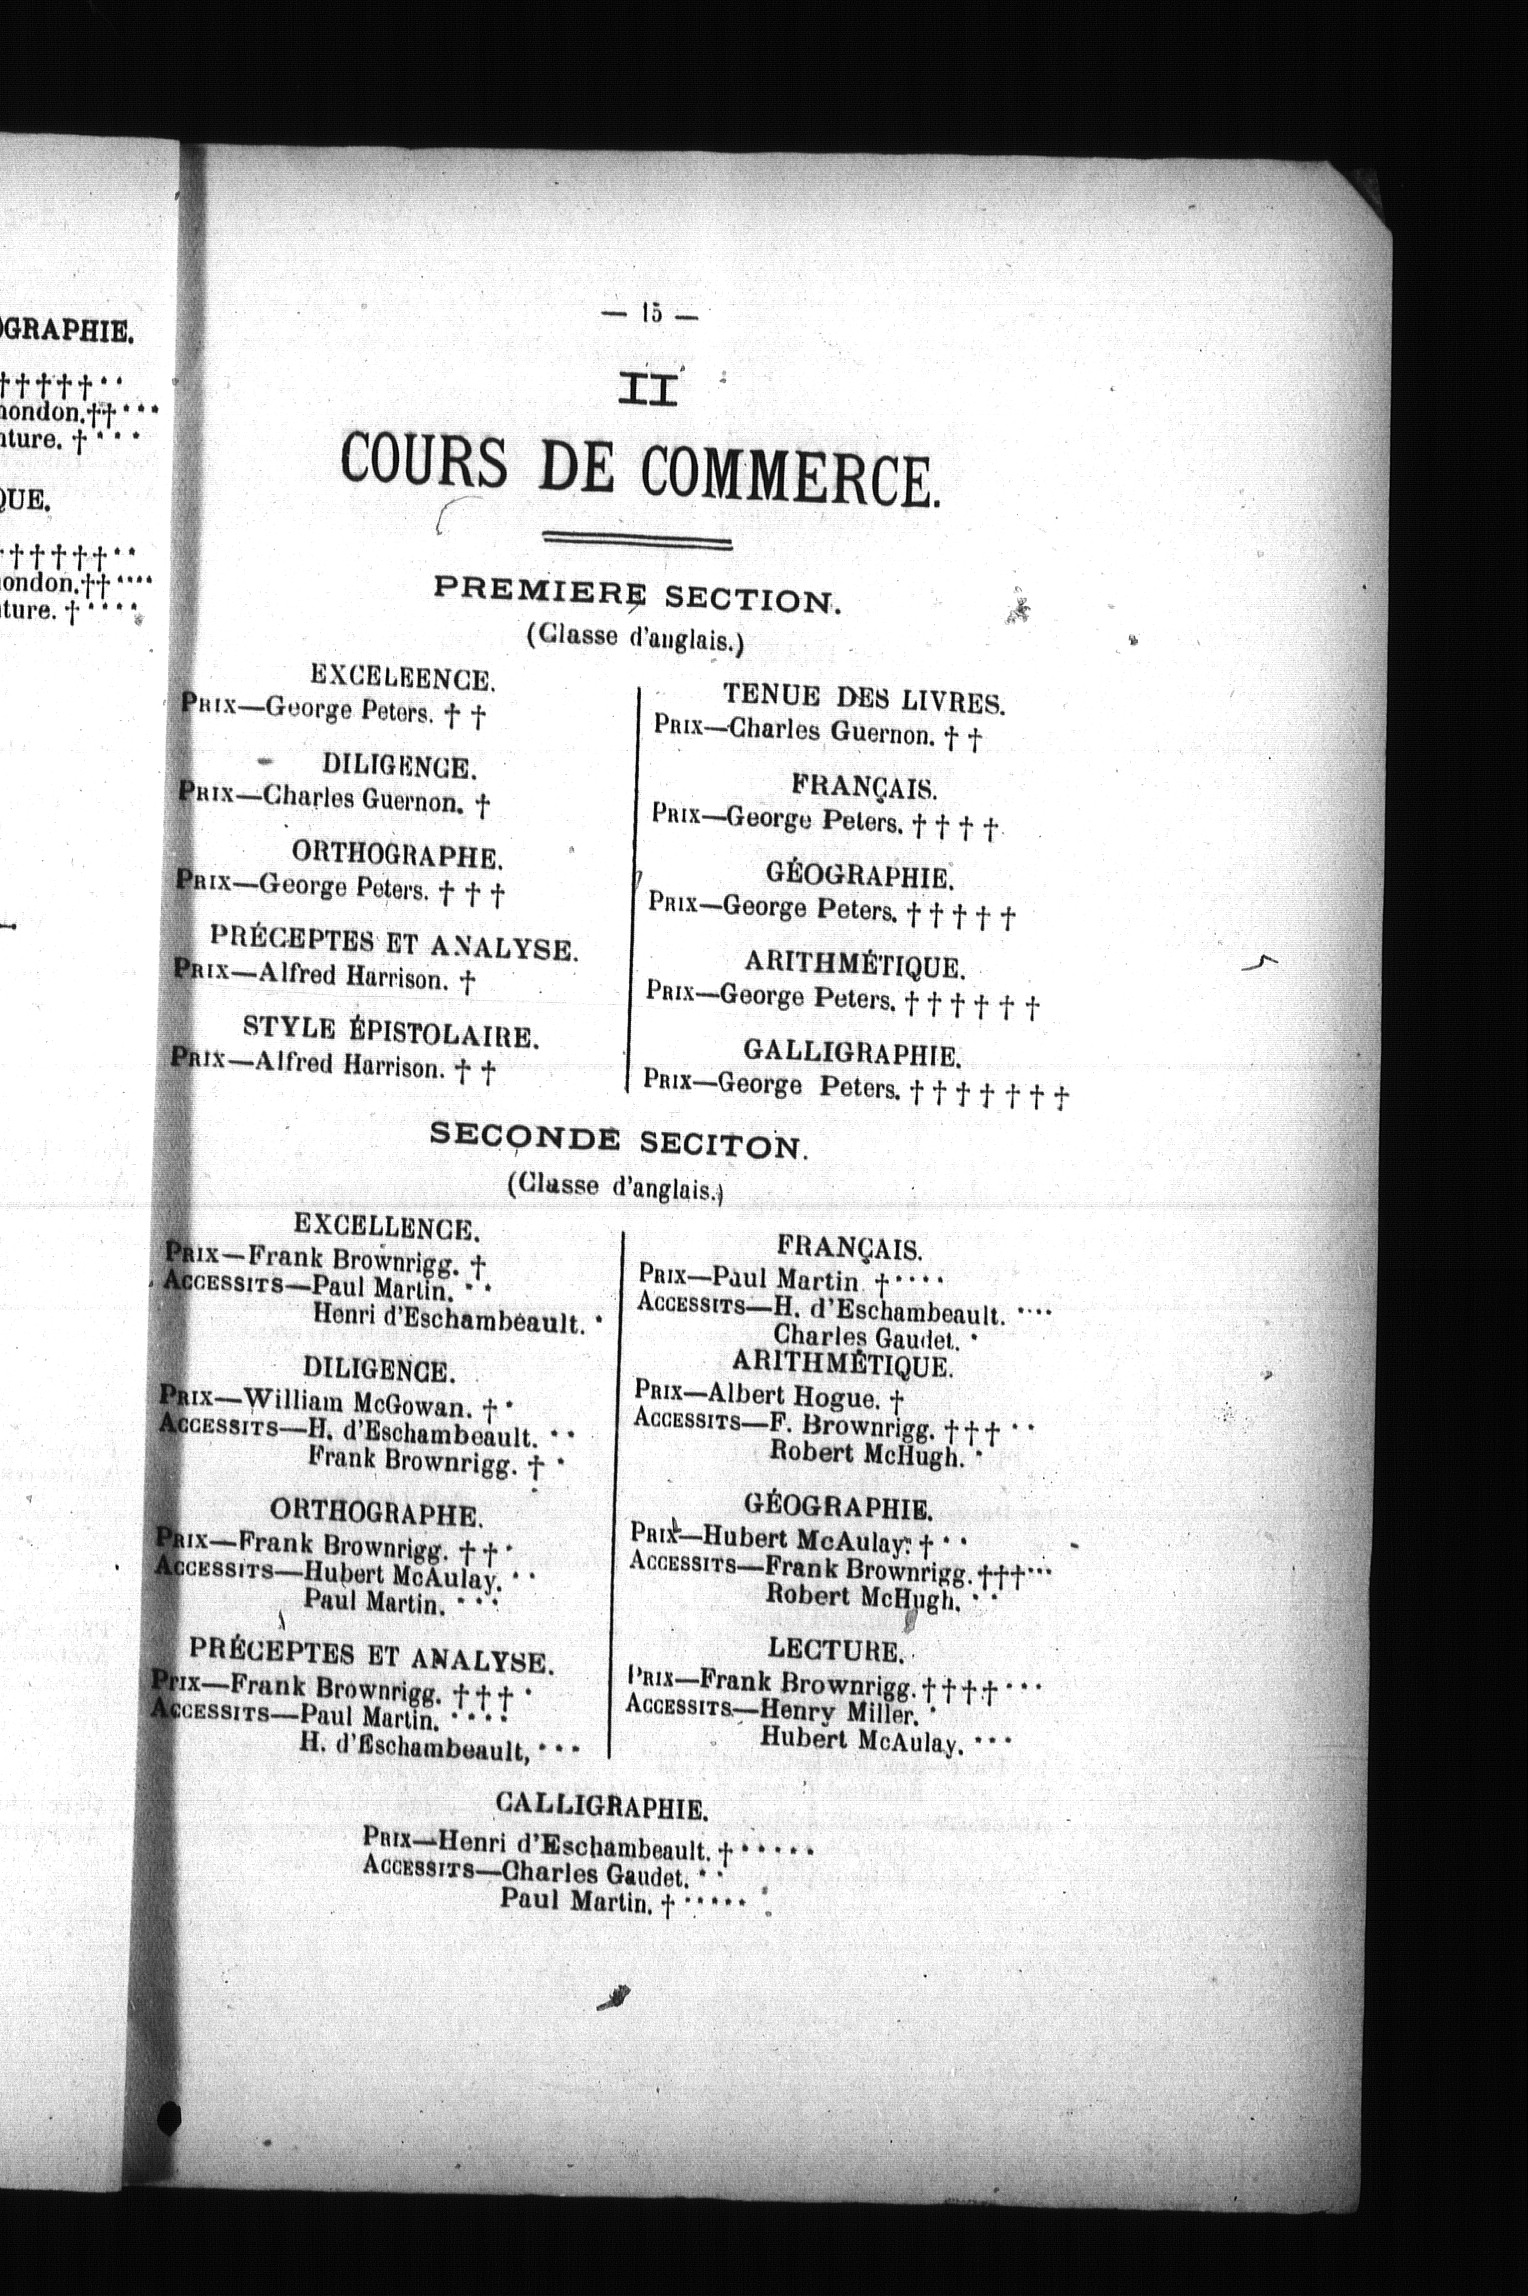 OGRAPHIE.
†††††**
nondon.††***
nture. †***
QUE.
††††††**
ondon.††****
ture. †****
— 15 —
II
COURS DE COMMERCE.
PREMIERE SECTION.
(Classe d'anglais.)
EXCELEENCE.
PRIX—George Peters. † †
DILIGENCE.
PRIX—Charles Guernon. †
ORTHOGRAPHE.
PRIX—George Peters. † † †
PRÉCEPTES ET ANALYSE.
PRIX—Alfred Harrison. †
STYLE ÉPISTOLAIRE.
PRIX—Alfred Harrison. † †
TENUE DES LIVRES.
PRIX—Charles Guernon. † †
FRANÇAIS.
PRIX—George Peters. † † † †
GÉOGRAPHIE.
PRIX—George Peters. † † † † †
ARITHMÉTIQUE.
PRIX—George Peters. † † † † † †
GALLIGRAPHIE.
PRIX—George Peters. † † † † † † †
SECONDE SECITON.
(Classe d'anglais.)
EXCELLENCE.
PRIX—Frank Brownrigg. †
ACCESSITS—Paul Martin. * *
Henri d'Eschambeault. *
DILIGENCE.
PRIX—William McGowan. † *
ACCESSITS—H. d'Eschambeault. * *
Frank Brownrigg. † *
ORTHOGRAPHE.
PRIX—Frank Brownrigg. † † *
ACCESSITS—Hubert McAulay. * *
Paul Martin. * * *
PRÉCEPTES ET ANALYSE.
PRIX—Frank Brownrigg. † † † *
ACCESSITS—Paul Martin. * * * *
H. d'Eschambeault, * * *
FRANÇAIS.
PRIX—Paul Martin † * * * *
ACCESSITS—H. d'Eschambeault. * * * *
Charles Gaudet. *
ARITHMÉTIQUE.
PRIX—Albert Hogue. †
ACCESSITS—F. Brownrigg. † † † * *
Robert McHugh. *
GÉOGRAPHIE.
PRIX—Hubert McAulay. † * *
ACCESSITS—Frank Brownrigg. †††***
Robert McHugh. * *
LECTURE.
PRIX—Frank Brownrigg. † † † † * * *
ACCESSITS—Henry Miller. *
Hubert McAulay. * * *
CALLIGRAPHIE.
PRIX—Henri d'Eschambeault. † * * * * *
ACCESSITS—Charles Gaudet. * *
Paul Martin. † * * * * *